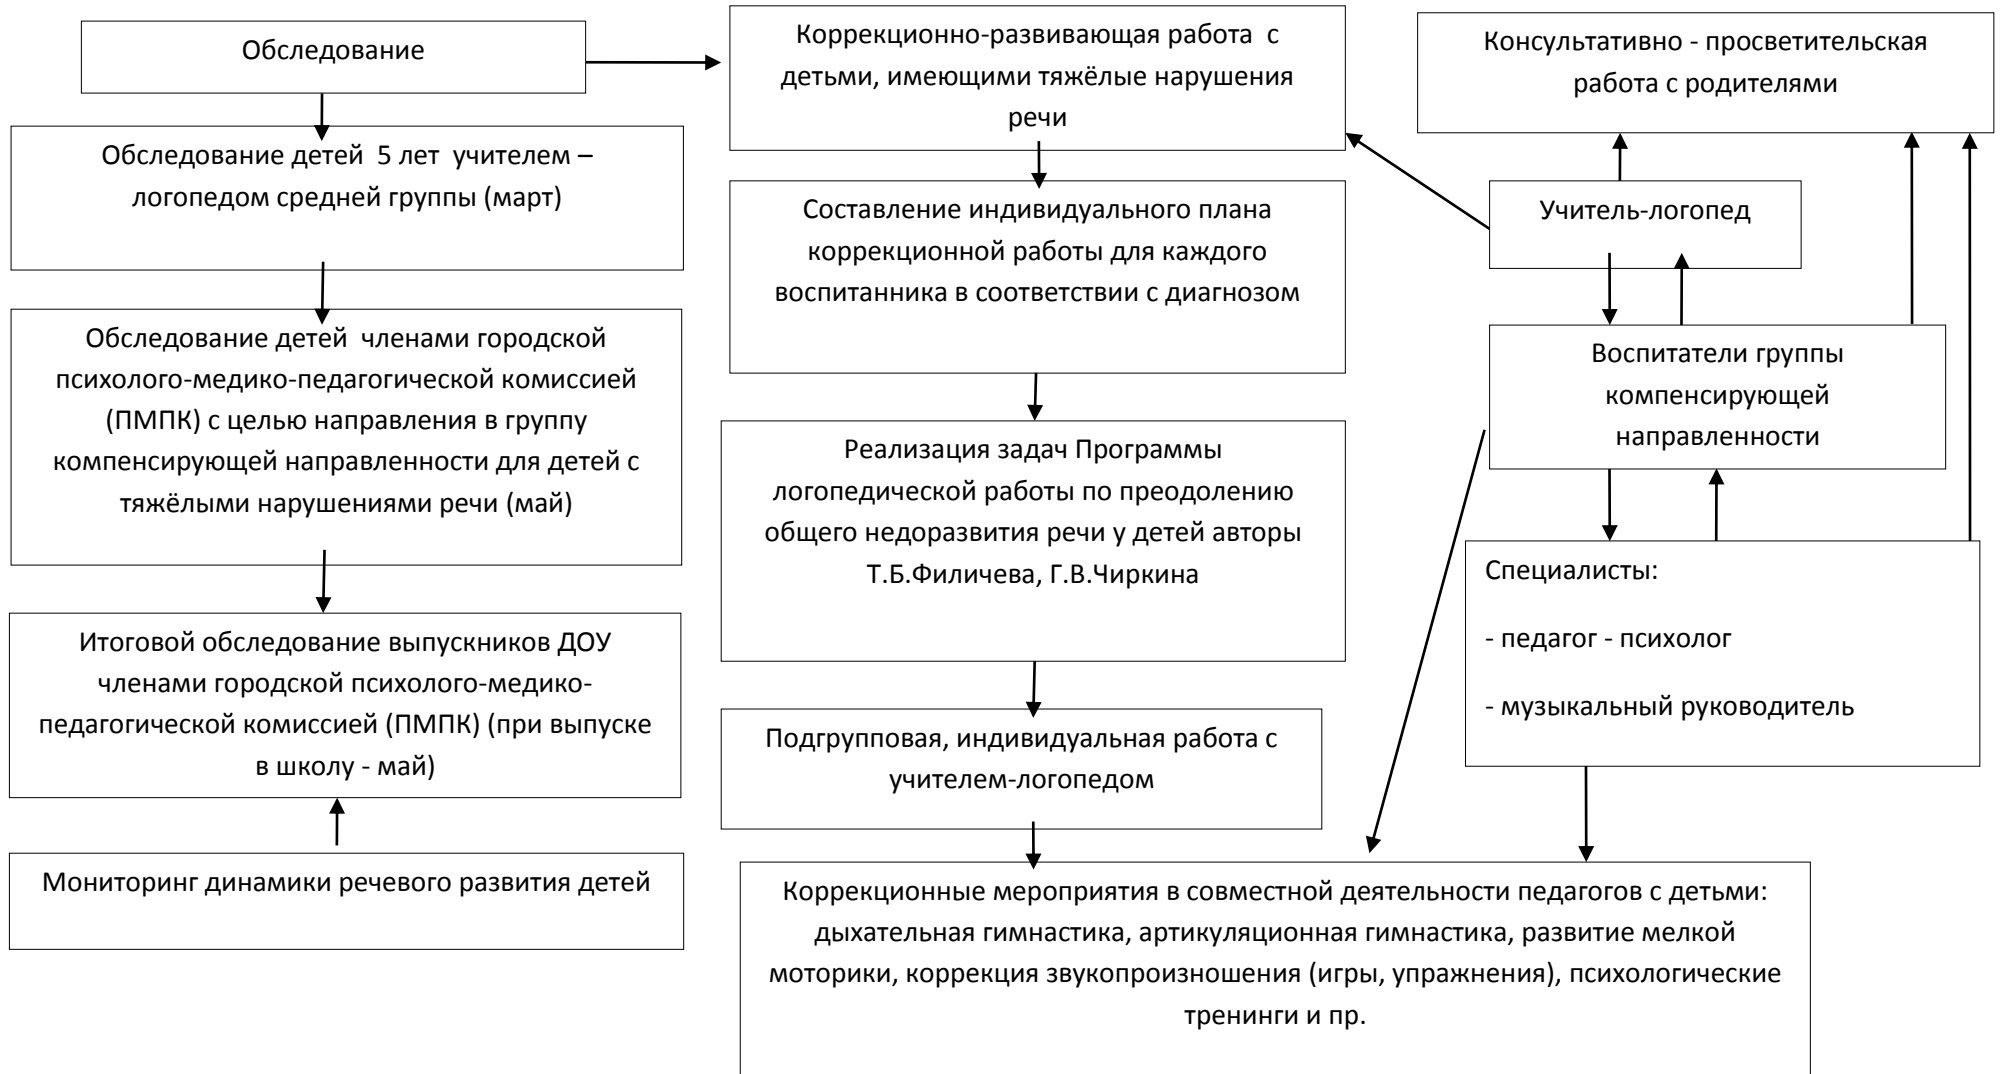 Обследование
Обследование детей 5 лет учителем –
логопедом средней группы (март)
Обследование детей членами городской
психолого-медико-педагогической комиссией
(ПМПК) с целью направления в группу
компенсирующей направленности для детей с
тяжёлыми нарушениями речи (май)
Итоговой обследование выпускников ДОУ
членами городской психолого-медико-
педагогической комиссией (ПМПК) (при выпуске
в школу - май)
Мониторинг динамики речевого развития детей
Коррекционно-развивающая работа с
детьми, имеющими тяжёлые нарушения
речи
Составление индивидуального плана
коррекционной работы для каждого
воспитанника в соответствии с диагнозом
Реализация задач Программы
логопедической работы по преодолению
общего недоразвития речи у детей авторы
Т.Б.Филичева, Г.В.Чиркина
Подгрупповая, индивидуальная работа с
учителем-логопедом
Коррекционные мероприятия в совместной деятельности педагогов с детьми:
дыхательная гимнастика, артикуляционная гимнастика, развитие мелкой
моторики, коррекция звукопроизношения (игры, упражнения), психологические
тренинги и пр.
Консультативно - просветительская
работа с родителями
Учитель-логопед
Воспитатели группы
компенсирующей
направленности
Специалисты:
- педагог - психолог
- музыкальный руководитель